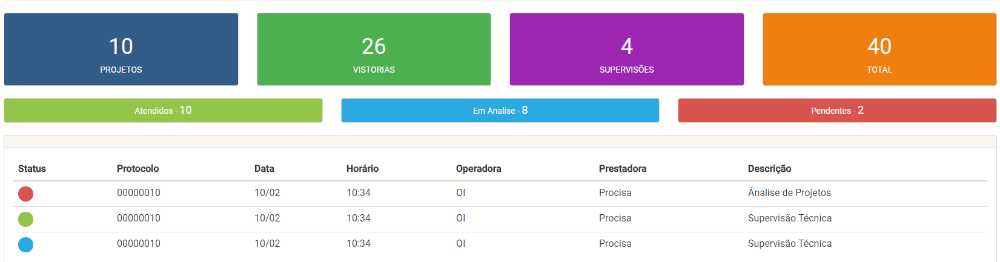 10 26 4 40
PROJETOS VISTORIAS SUPERVISÕES TOTAL
Atendidos - 10 Em Analise - 8 Pendentes - 2
Status Protocolo Data Horário Operadora Prestadora Descrição
00000010 10/02 10:34 OI Procisa Ánalise de Projetos
00000010 10/02 10:34 OI Procisa Supervisão Técnica
00000010 10/02 10:34 OI Procisa Supervisão Técnica